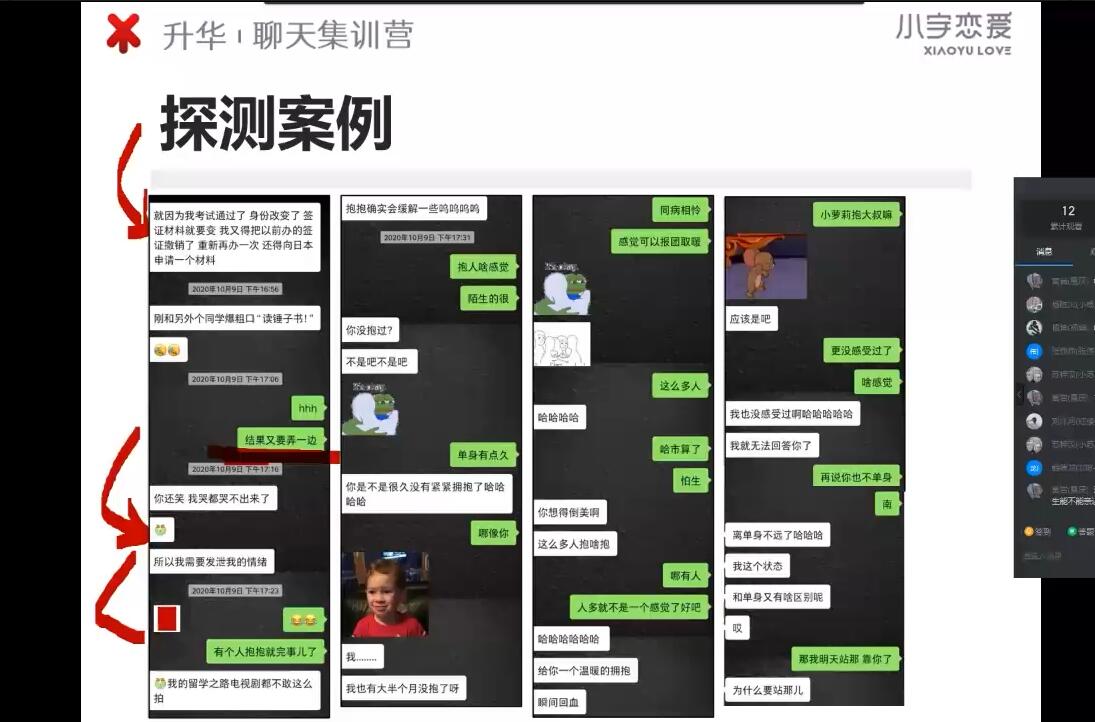 升华 | 聊天集训营
小宇恋爱
XIAOYU LOVE
探测案例
就因为我考试通过了 身份改变了 签
证材料就要变 我又得把以前办的签
证撤销了 重新再办一次 还得向日本
申请一个材料
2020年10月9日 下午16:56
刚和另外个同学爆粗口“读锤子书!”
2020年10月9日 下午17:06
hhh
结果又要弄一边
2020年10月9日 下午17:16
你还笑 我哭都哭不出来了
所以我需要发泄我的情绪
2020年10月9日 下午17:23
有个人抱抱就完事儿了
我的留学之路电视剧都不敢这么
拍
抱抱确实会缓解一些呜呜呜呜
2020年10月9日 下午17:31
抱人啥感觉
陌生的很
你没抱过?
不是吧不是吧
It's okay.
单身有点久
你是不是很久没有紧紧拥抱了哈哈
哈哈
哪像你
我........
我也有大半个月没抱了呀
同病相怜
感觉可以报团取暖
It's okay.
这么多人
哈哈哈哈
哈市算了
怕生
你想得倒美啊
这么多人抱啥抱
哪有人
人多就不是一个感觉了好吧
哈哈哈哈哈哈
给你一个温暖的拥抱
瞬间回血
小萝莉抱大叔嘛
应该是吧
更没感受过了
啥感觉
我也没感受过啊哈哈哈哈哈
我就无法回答你了
再说你也不单身
南
离单身不远了哈哈哈
我这个状态
和单身又有啥区别呢
哎
那我明天站那 靠你了
为什么要站那儿
12
累计观看
消息
签到
答题